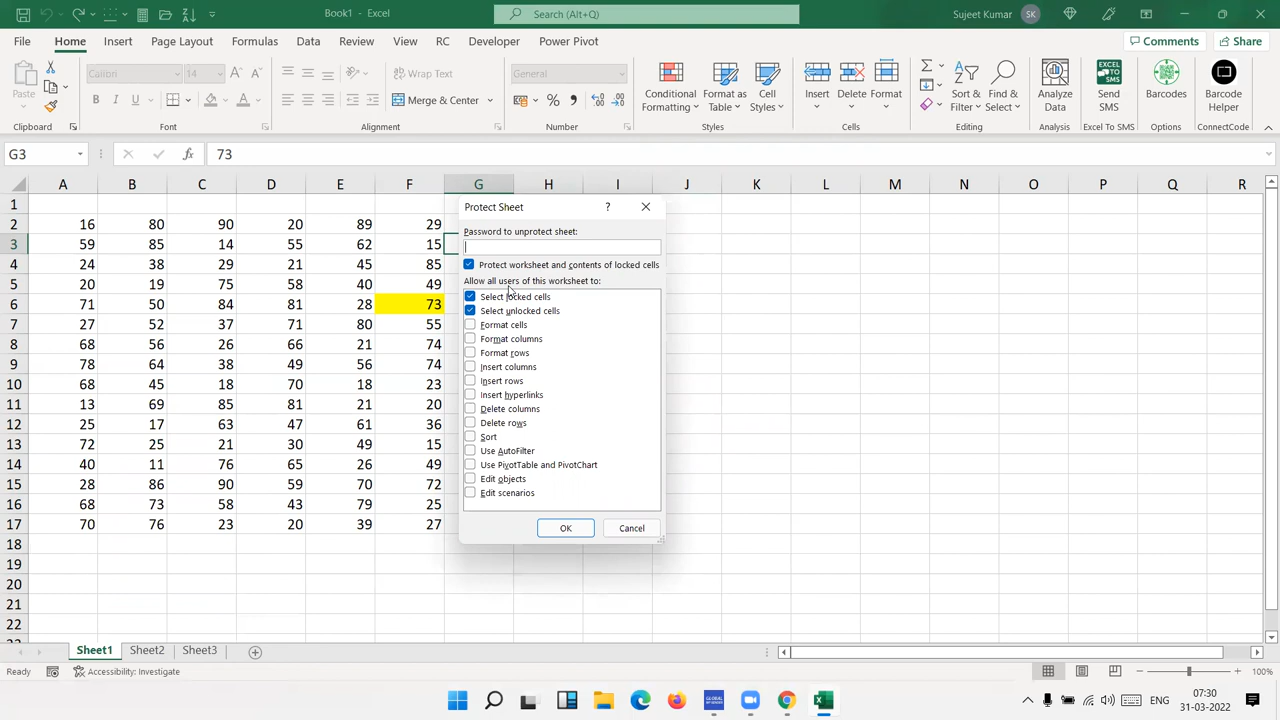 Book1 - Excel
Search (Alt+Q)
Sujeet Kumar
SK
File Home Insert Page Layout Formulas Data Review View RC Developer Help Power Pivot
Comments Share
Paste
Calibri
Wrap Text
Merge & Center
General
Conditional Formatting
Format as Table
Cell Styles
Insert Delete Format
Sort & Filter
Find & Select
Analyze Data
Send SMS
Barcodes
Barcode Helper
Clipboard Font Alignment Number Styles Cells Editing Analysis Excel To SMS Options ConnectCode
G3 fx 73
A B C D E F G H I J K L M N O P Q R
1
2 16 80 90 20 89 29
3 59 85 14 55 62 15
4 24 38 29 21 45 85
5 20 19 75 58 40 49
6 71 50 84 81 28 73
7 27 52 37 71 80 55
8 68 56 26 66 21 74
9 78 64 38 49 56 74
10 68 45 18 70 18 23
11 13 69 85 81 21 20
12 25 17 63 47 61 36
13 72 25 21 30 49 15
14 40 11 76 65 26 49
15 28 86 90 59 70 72
16 68 73 58 43 79 25
17 70 76 23 20 39 27
18
19
20
21
22
Protect Sheet ?
Password to unprotect sheet:
Protect worksheet and contents of locked cells
Allow all users of this worksheet to:
Select locked cells
Select unlocked cells
Format cells
Format columns
Format rows
Insert columns
Insert rows
Insert hyperlinks
Delete columns
Delete rows
Sort
Use AutoFilter
Use PivotTable and PivotChart
Edit objects
Edit scenarios
OK Cancel
Sheet1 Sheet2 Sheet3
Ready Accessibility: Investigate
100%
ENG
07:30
31-03-2022